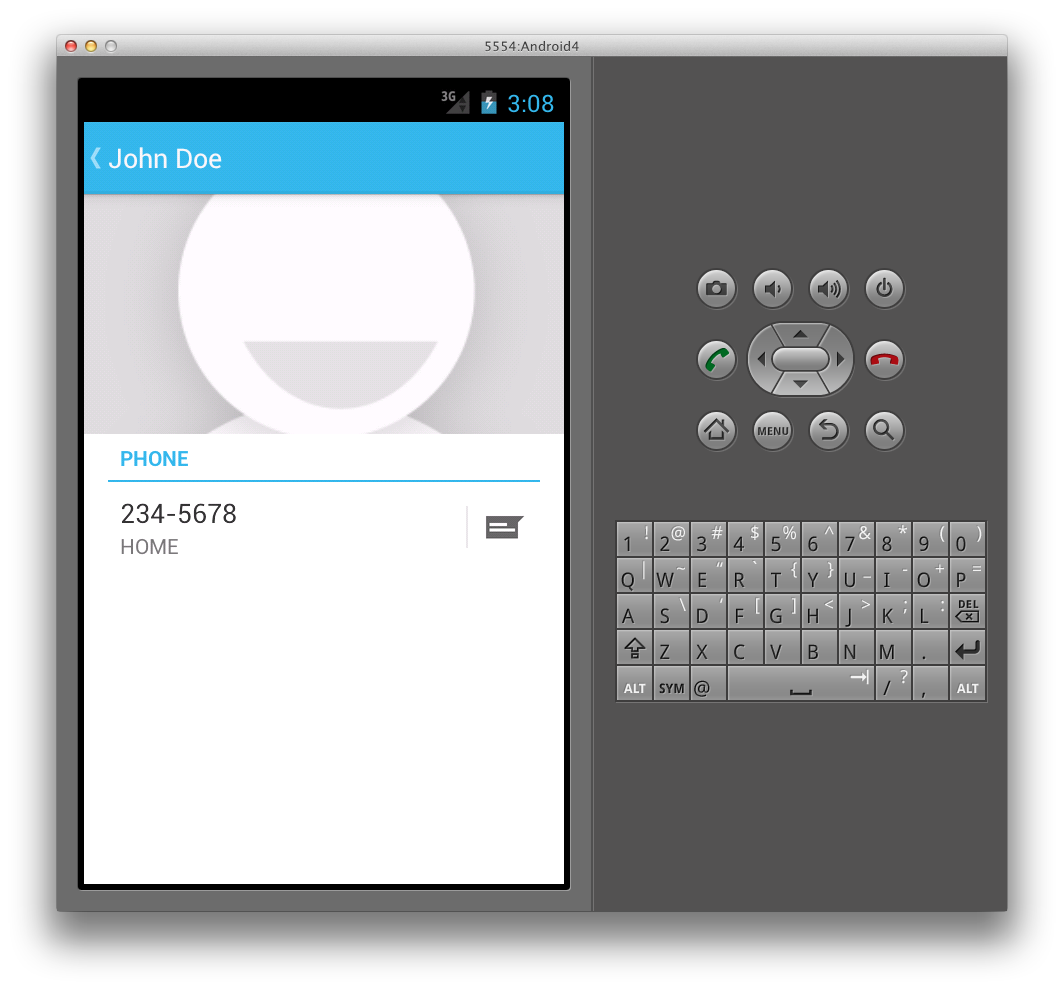 5554:Android4
3G 3:08
John Doe
PHONE
234-5678
HOME
MENU
1 ! 2 @ 3 # 4 $ 5 % 6 ^ 7 & 8 * 9 ( 0 )
Q | W ~ E “ R ` T { Y } U _ I - O + P =
A S \ D ‘ F [ G ] H < J > K ; L : DEL
Z X C V B N M .
ALT SYM @ / ? , ALT